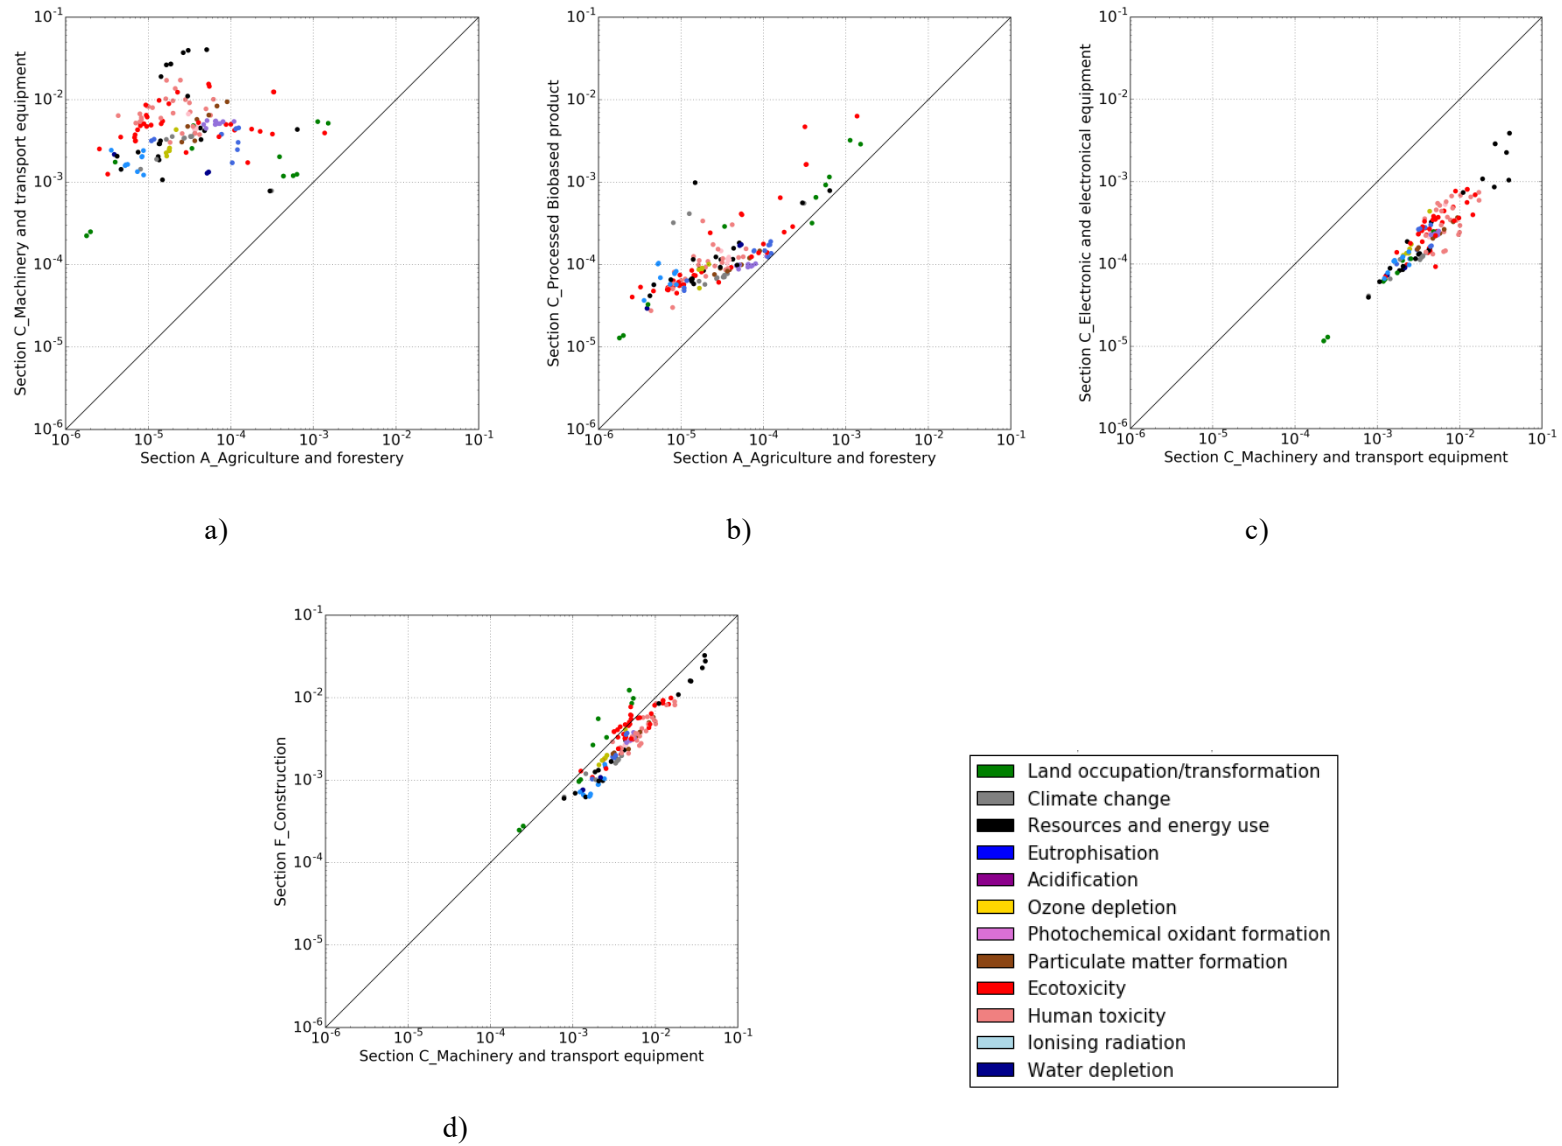 10^-1
10^-2
10^-3
10^-4
10^-5
10^-6
Section C_Machinery and transport equipment
10^-6 10^-5 10^-4 10^-3 10^-2 10^-1
Section A_Agriculture and forestery
a)
10^-1
10^-2
10^-3
10^-4
10^-5
10^-6
Section C_Processed Biobased product
10^-6 10^-5 10^-4 10^-3 10^-2 10^-1
Section A_Agriculture and forestery
b)
10^-1
10^-2
10^-3
10^-4
10^-5
10^-6
Section C_Electronic and electronical equipment
10^-6 10^-5 10^-4 10^-3 10^-2 10^-1
Section C_Machinery and transport equipment
c)
10^-1
10^-2
10^-3
10^-4
10^-5
10^-6
Section F_Construction
10^-6 10^-5 10^-4 10^-3 10^-2 10^-1
Section C_Machinery and transport equipment
d)
Land occupation/transformation
Climate change
Resources and energy use
Eutrophisation
Acidification
Ozone depletion
Photochemical oxidant formation
Particulate matter formation
Ecotoxicity
Human toxicity
Ionising radiation
Water depletion